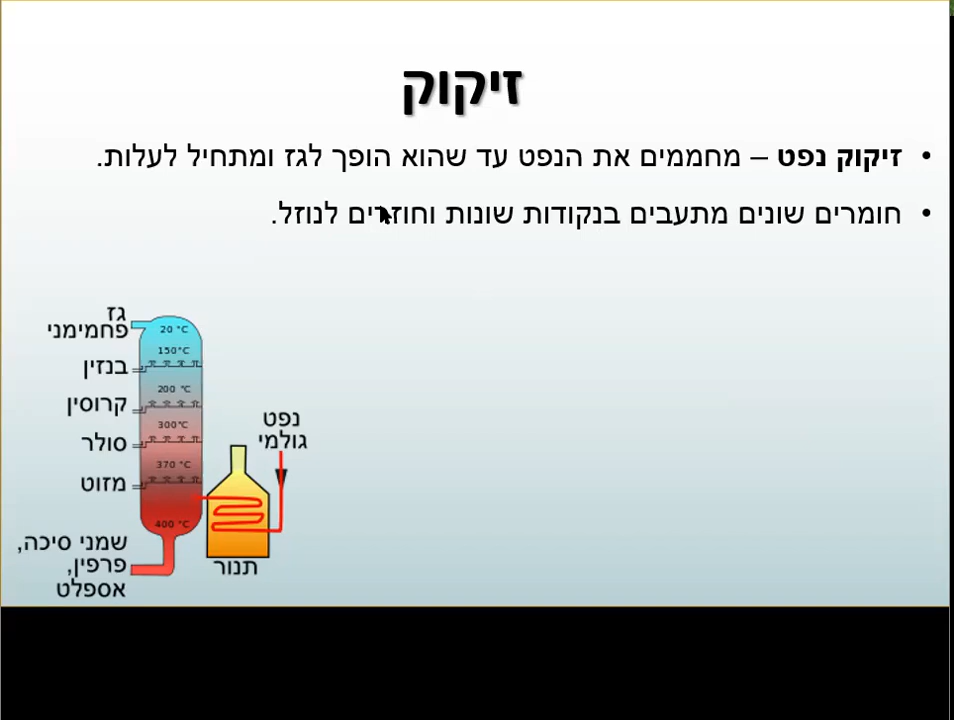 זיקוק
• זיקוק נפט – מחממים את הנפט עד שהוא הופך לגז ומתחיל לעלות.
• חומרים שונים מתעבים בנקודות שונות וחוזרים לנוזל.
גז
פחמימני
בנזין
קרוסין
סולר
מזוט
שמני סיכה,
פרפין,
אספלט
20 °C
150°C
200 °C
300°C
370 °C
400 °C
נפט
גולמי
תנור